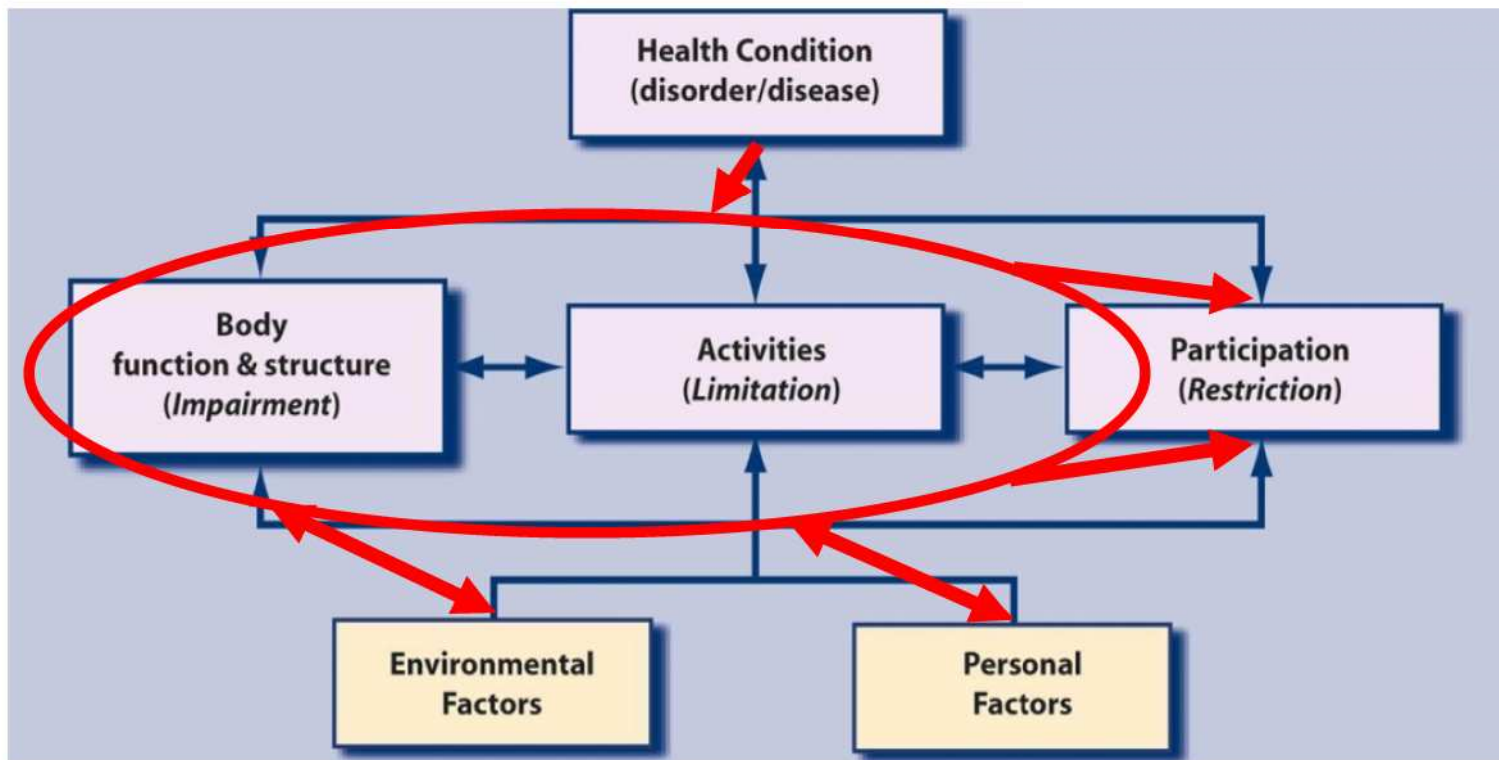 Health Condition
(disorder/disease)
Body
function & structure
(Impairment)
Activities
(Limitation)
Participation
(Restriction)
Environmental
Factors
Personal
Factors